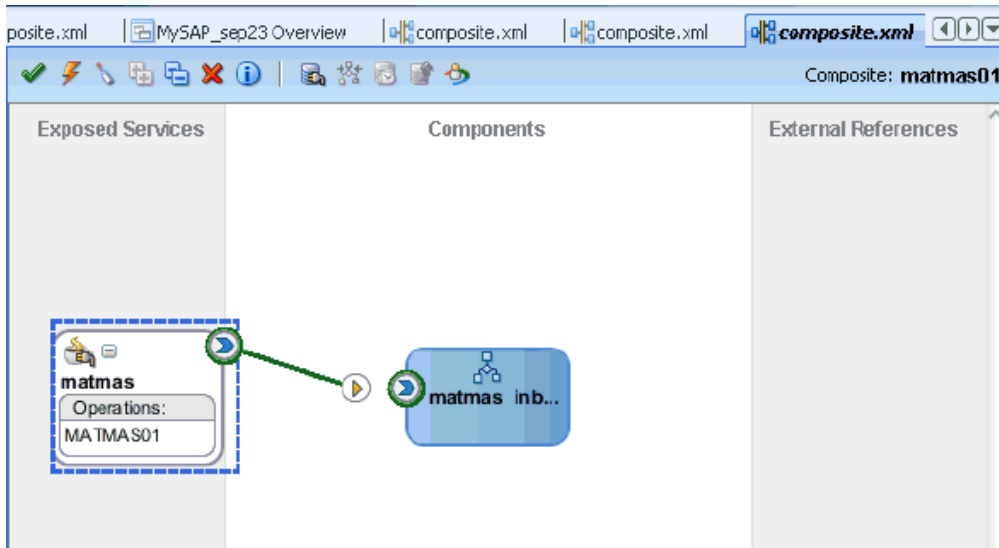 posite.xml MySAP_sep23 Overview composite.xml composite.xml composite.xml
Composite: matmas01
Exposed Services Components External References
matmas
Operations:
MATMAS01
matmas inb...